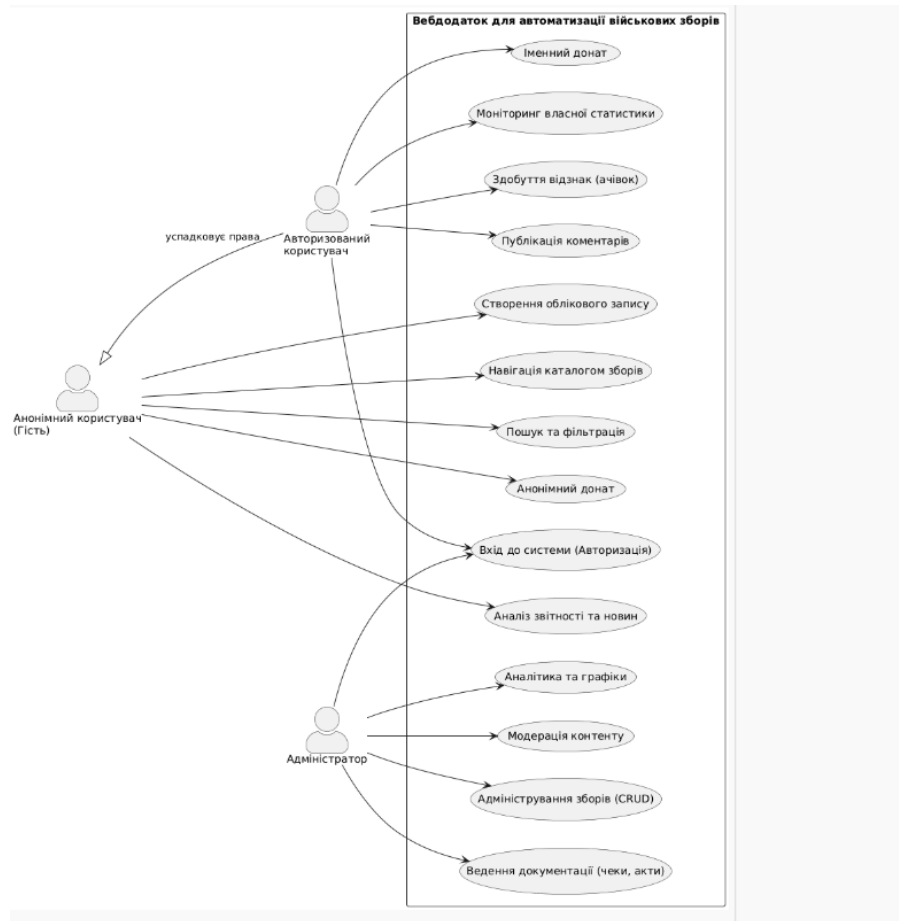 Вебдодаток для автоматизації військових зборів
Іменний донат
Моніторинг власної статистики
Здобуття відзнак (ачівок)
успадковує права
Авторизований
користувач
Публікація коментарів
Створення облікового запису
Навігація каталогом зборів
Анонімний користувач
(Гість)
Пошук та фільтрація
Анонімний донат
Вхід до системи (Авторизація)
Аналіз звітності та новин
Аналітика та графіки
Модерація контенту
Адміністратор
Адміністрування зборів (CRUD)
Ведення документації (чеки, акти)